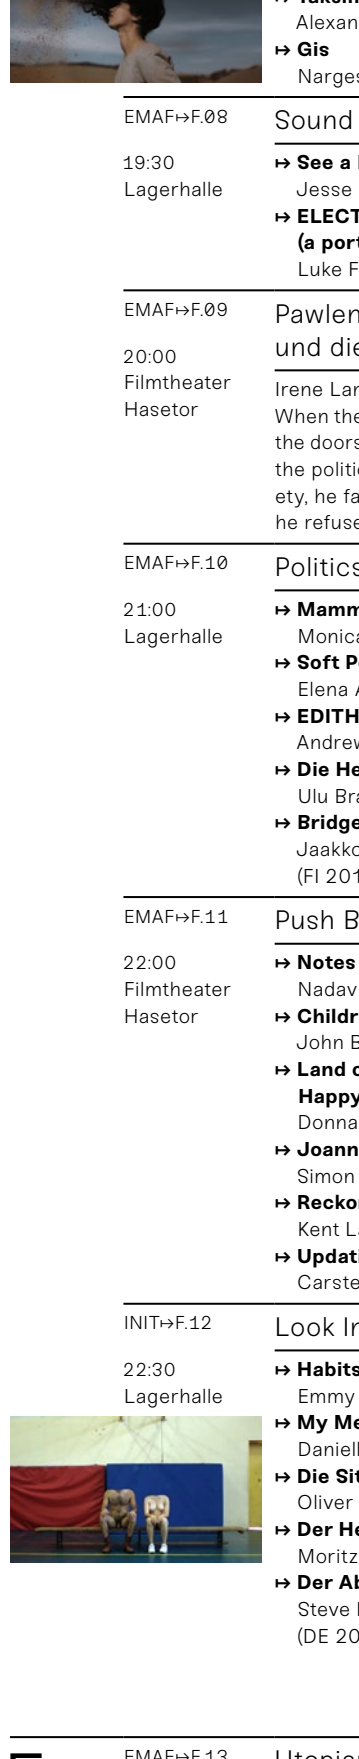 Alexan
↦ Gis
Narges
EMAF↦F.08
Sound
19:30
Lagerhalle
↦ See a
Jesse
↦ ELECT
(a port
Luke F
EMAF↦F.09
Pawlen
und die
20:00
Filmtheater
Hasetor
Irene Lan
When the
the doors
the politi
ety, he fa
he refuse
EMAF↦F.10
Politics
21:00
Lagerhalle
↦ Mamm
Monica
↦ Soft P
Elena A
↦ EDITH
Andrew
↦ Die He
Ulu Bra
↦ Bridge
Jaakko
(FI 201
EMAF↦F.11
Push B
22:00
Filmtheater
Hasetor
↦ Notes
Nadav
↦ Childr
John B
↦ Land o
Happy
Donna
↦ Joann
Simon
↦ Reckon
Kent La
↦ Updati
Carste
INIT↦F.12
Look In
22:30
Lagerhalle
↦ Habits
Emmy
↦ My Me
Daniell
↦ Die Sit
Oliver
↦ Der He
Moritz
↦ Der Ab
Steve
(DE 20
EMAF↦F.13
Utopia